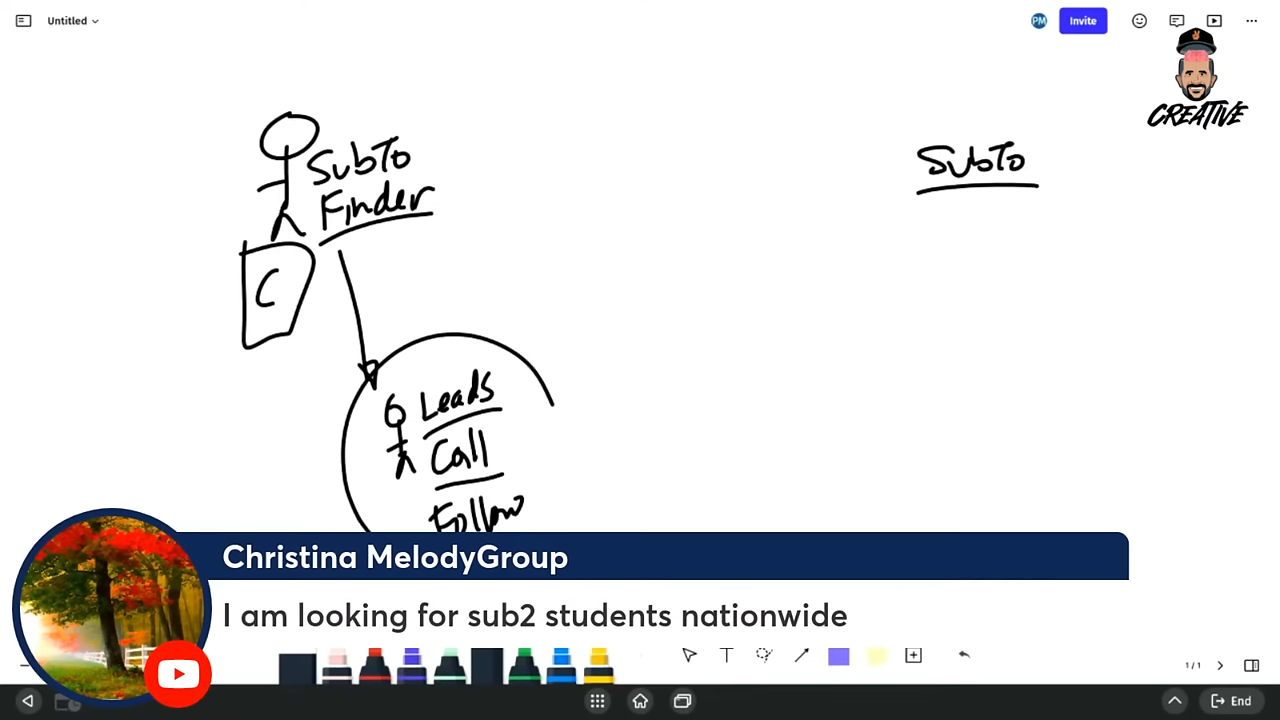 Untitled
PM
Invite
CREATIVE
SubTo
Finder
SubTo
C
Leads
Call
Follow
Christina MelodyGroup
I am looking for sub2 students nationwide
T
1/1
End